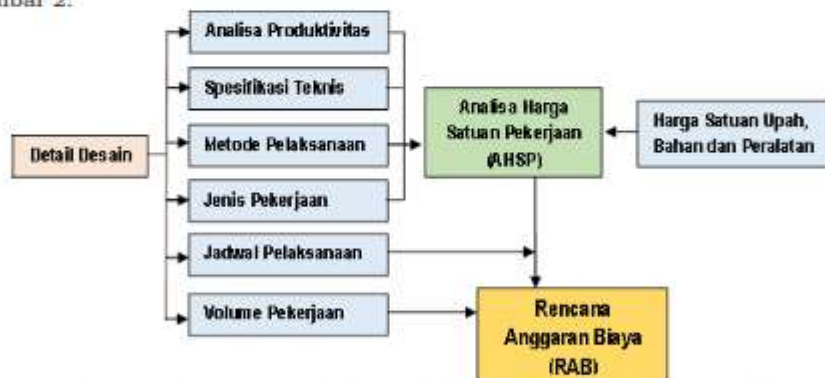 2.
Analisa Produktivitas
Spesifikasi Teknis
Metode Pelaksanaan
Jenis Pekerjaan
Jadwal Pelaksanaan
Volume Pekerjaan
Detail Desain
Analisa Harga
Satuan Pekerjaan
(AHSP)
Harga Satuan Upah,
Bahan dan Peralatan
Rencana
Anggaran Biaya
(RAB)